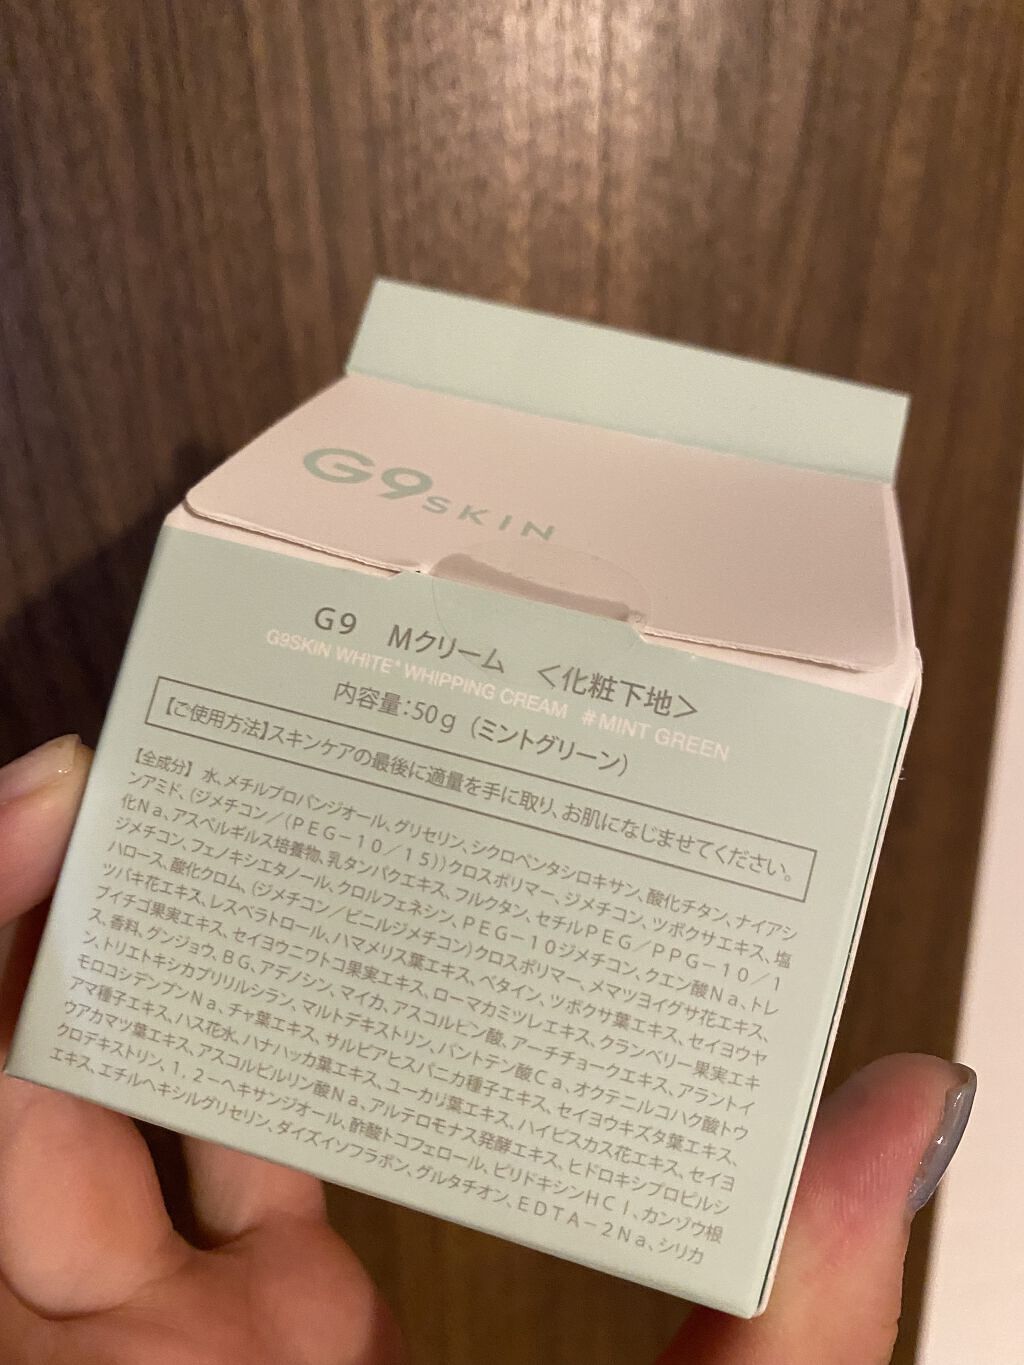 G9SKIN
G9 Mクリーム <化粧下地>
G9SKIN WHITE* WHIPPING CREAM #MINT GREEN
内容量:50g (ミントグリーン)
【ご使用方法】スキンケアの最後に適量を手に取り、お肌になじませてください。
【全成分】水、メチルプロパンジオール、グリセリン、シクロペンタシロキサン、酸化チタン、ナイアシ
ンアミド、(ジメチコン/(PEG-10/15))クロスポリマー、ジメチコン、ツボクサエキス、塩
化Na、アスペルギルス培養物、乳タンパクエキス、フルクタン、セチルPEG/PPG-10/1
ジメチコン、フェノキシエタノール、クロルフェネシン、PEG-10ジメチコン、クエン酸Na、トレ
ハロース、酸化クロム、(ジメチコン/ビニルジメチコン)クロスポリマー、メマツヨイグサ花エキス、
ツバキ花エキス、レスベラトロール、ハマメリス葉エキス、ベタイン、ツボクサ葉エキス、セイヨウヤ
ブイチゴ果実エキス、セイヨウニワトコ果実エキス、ローマカミツレエキス、クランベリー果実エキ
ス、香料、グンジョウ、BG、アデノシン、マイカ、アスコルビン酸、アーチチョークエキス、アラントイ
ン、トリエトキシカプリリルシラン、マルトデキストリン、パントテン酸Ca、オクテニルコハク酸トウ
モロコシデンプンNa、チャ葉エキス、サルビアヒスパニカ種子エキス、セイヨウキズタ葉エキス、
アマ種子エキス、ハス花水、ハナハッカ葉エキス、ユーカリ葉エキス、ハイビスカス花エキス、セイヨ
ウアカマツ葉エキス、アスコルビルリン酸Na、アルテロモナス発酵エキス、ヒドロキシプロピルシ
クロデキストリン、1,2-ヘキサンジオール、酢酸トコフェロール、ピリドキシンHCl、カンゾウ根
エキス、エチルヘキシルグリセリン、ダイズイソフラボン、グルタチオン、EDTA-2Na、シリカ